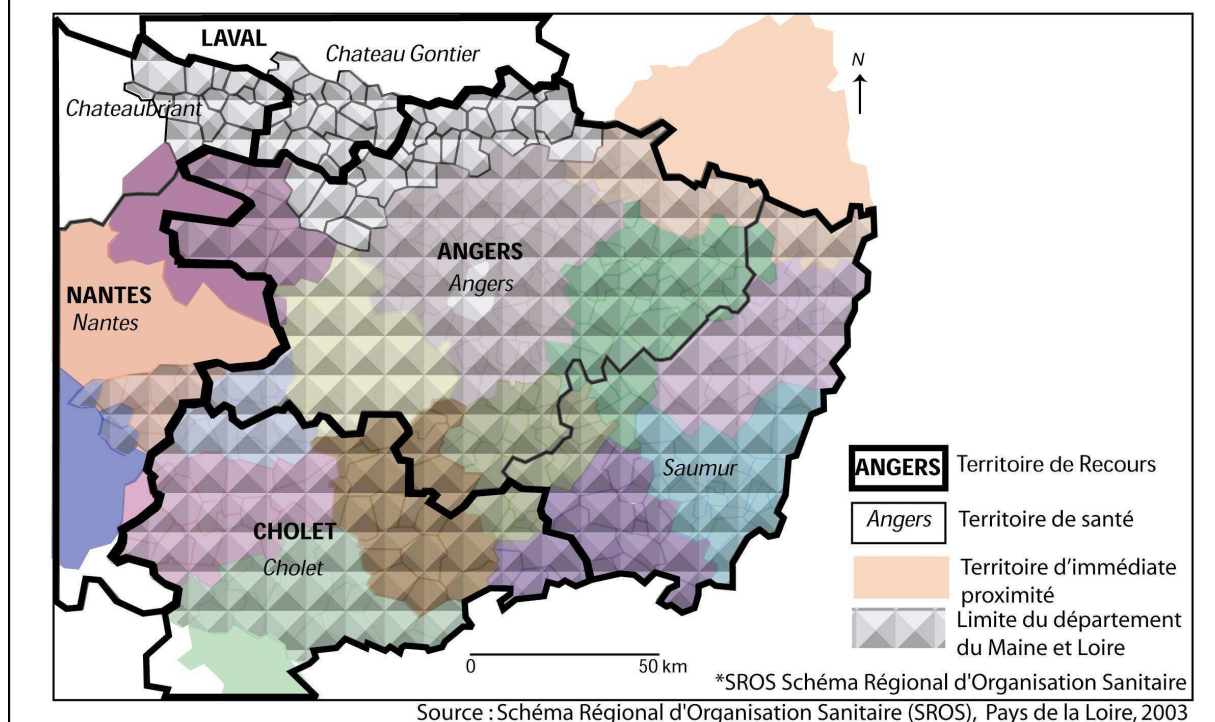 LAVAL
Chateau Gontier
N
Chateaubriant
ANGERS
Angers
NANTES
Nantes
Saumur
CHOLET
Cholet
ANGERS Territoire de Recours
Angers Territoire de santé
Territoire d'immédiate
proximité
Limite du département
du Maine et Loire
0 50 km
*SROS Schéma Régional d'Organisation Sanitaire
Source : Schéma Régional d'Organisation Sanitaire (SROS), Pays de la Loire, 2003